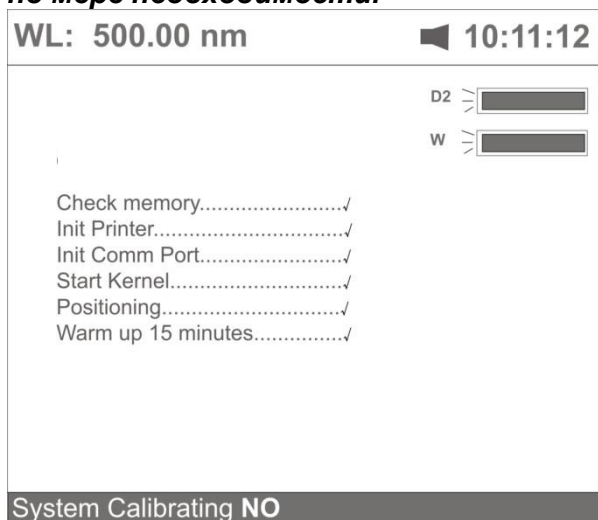 по мере необходимости.
WL: 500.00 nm 10:11:12
D2
W
Check memory........................√
Init Printer.................................√
Init Comm Port........................√
Start Kernel.............................√
Positioning..............................√
Warm up 15 minutes...............√
System Calibrating NO